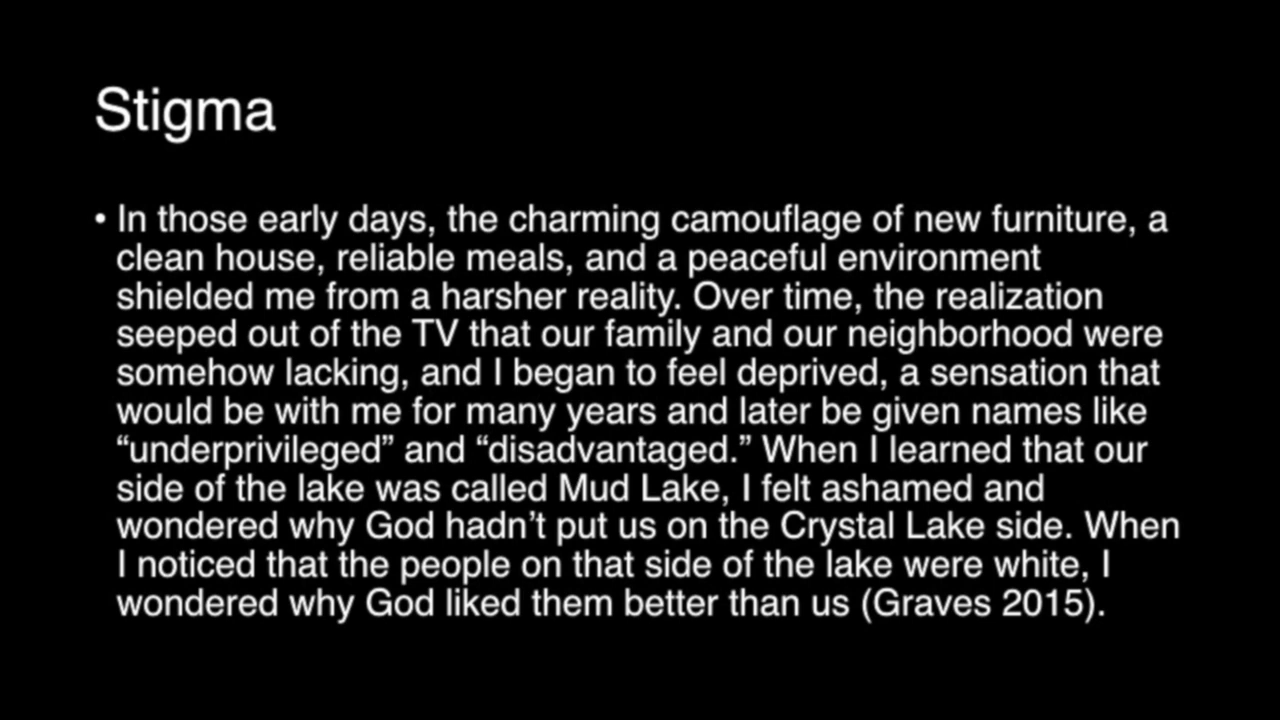 Stigma
• In those early days, the charming camouflage of new furniture, a
clean house, reliable meals, and a peaceful environment
shielded me from a harsher reality. Over time, the realization
seeped out of the TV that our family and our neighborhood were
somehow lacking, and I began to feel deprived, a sensation that
would be with me for many years and later be given names like
“underprivileged” and “disadvantaged.” When I learned that our
side of the lake was called Mud Lake, I felt ashamed and
wondered why God hadn’t put us on the Crystal Lake side. When
I noticed that the people on that side of the lake were white, I
wondered why God liked them better than us (Graves 2015).